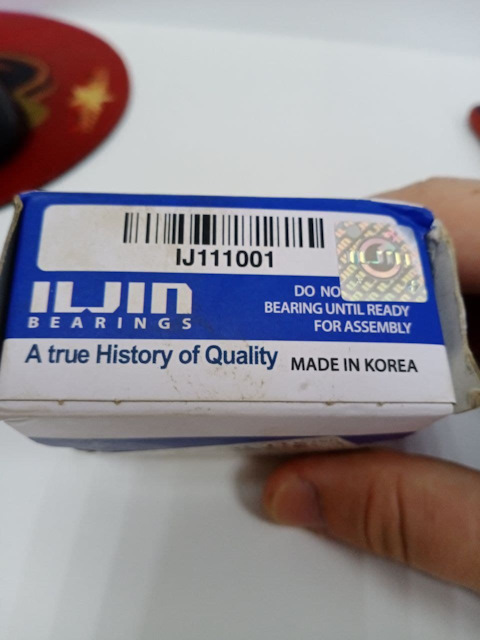 IJ111001
ILJIN
BEARINGS
DO NO
BEARING UNTIL READY
FOR ASSEMBLY
A true History of Quality
MADE IN KOREA